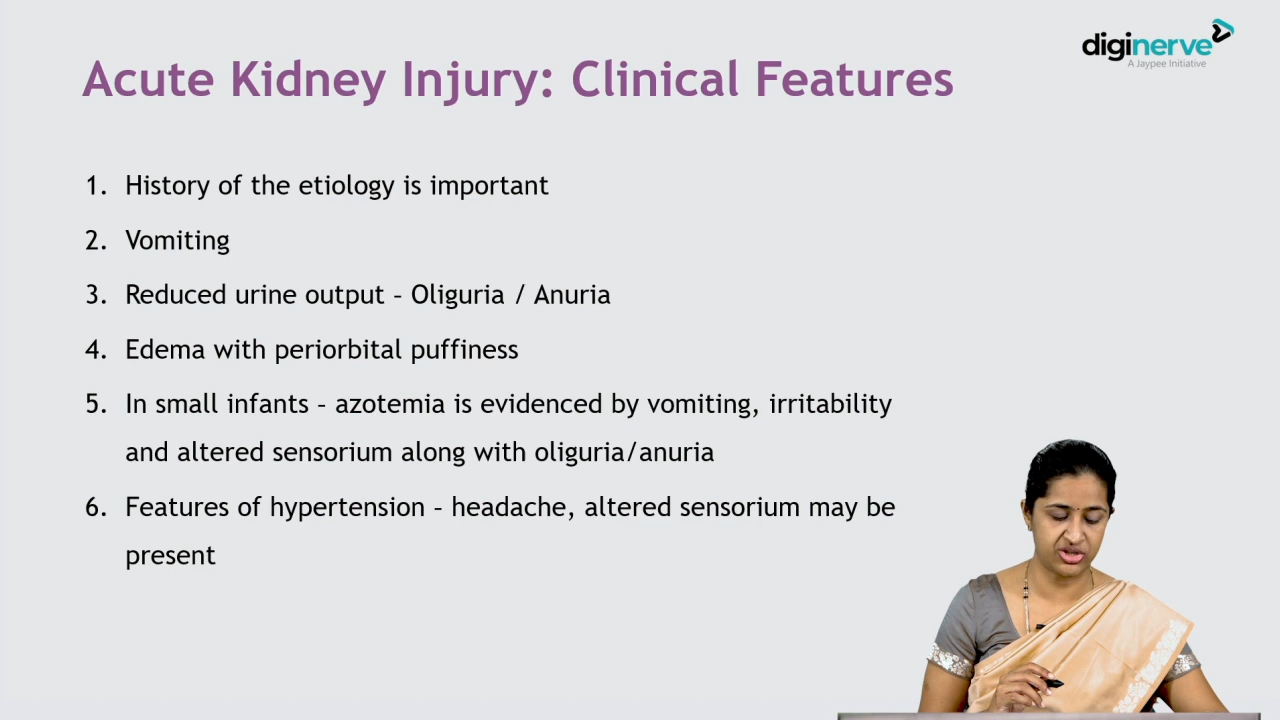 diginerve
A Jaypee Initiative
Acute Kidney Injury: Clinical Features
1. History of the etiology is important
2. Vomiting
3. Reduced urine output – Oliguria / Anuria
4. Edema with periorbital puffiness
5. In small infants – azotemia is evidenced by vomiting, irritability
and altered sensorium along with oliguria/anuria
6. Features of hypertension – headache, altered sensorium may be
present